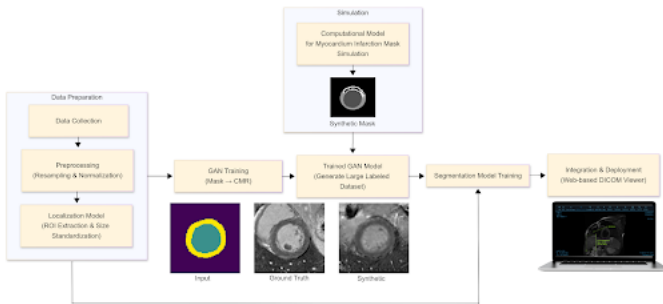 Simulation
Computational Model
for Myocardium Infarction Mask
Simulation
Synthetic Mask
Data Preparation
Data Collection
Preprocessing
(Resampling & Normalization)
Localization Model
(ROI Extraction & Size
Standardization)
GAN Training
(Mask → CMR)
Trained GAN Model
(Generate Large Labeled
Dataset)
Segmentation Model Training
Integration & Deployment
(Web-based DICOM Viewer)
Input
Ground Truth
Synthetic